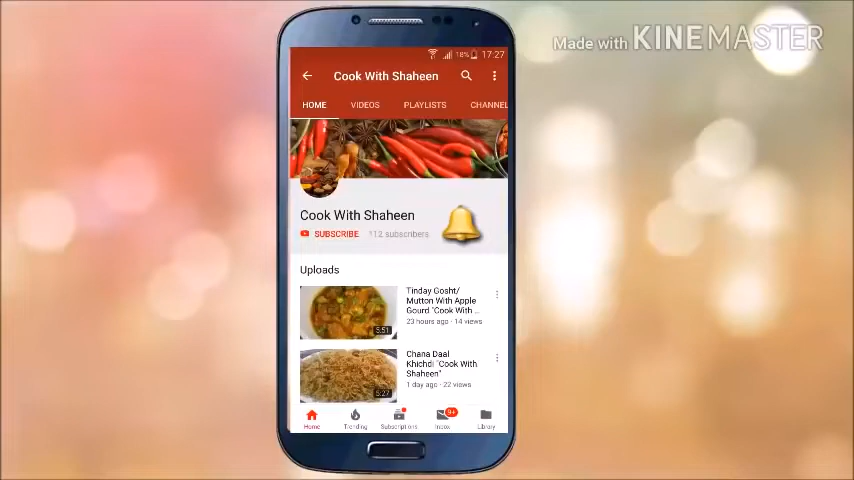 Made with KINEMASTER
18% 17:27
Cook With Shaheen
HOME VIDEOS PLAYLISTS CHANNEL
Cook With Shaheen
SUBSCRIBE 112 subscribers
Uploads
Tinday Gosht/
Mutton With Apple
Gourd "Cook With ...
23 hours ago · 14 views
5:51
Chana Daal
Khichdi "Cook With
Shaheen"
1 day ago · 22 views
5:27
9+
Home Trending Subscriptions Inbox Library